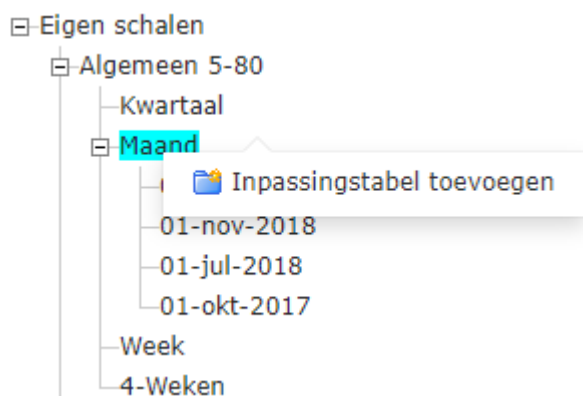 Eigen schalen
Algemeen 5-80
Kwartaal
Maand
Inpassingstabel toevoegen
01-nov-2018
01-jul-2018
01-okt-2017
Week
4-Weken